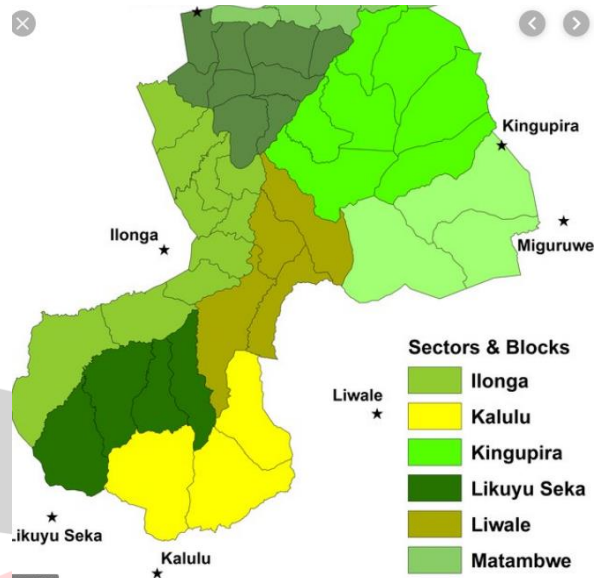 Kingupira
Ilonga
Miguruwe
Sectors & Blocks
Ilonga
Kalulu
Liwale
Kingupira
Likuyu Seka
Liwale
.ikuyu Seka
Kalulu
Matambwe